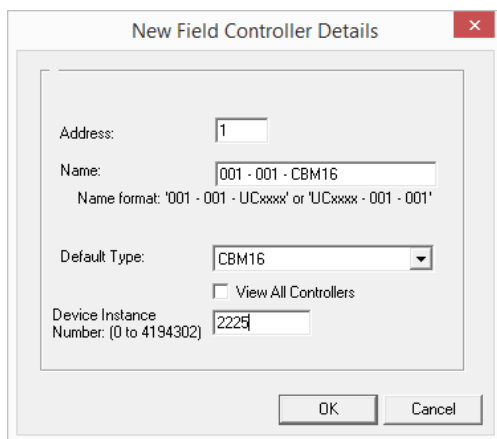 New Field Controller Details
Address:
1
Name:
001 - 001 - CBM16
Name format: '001 - 001 - UCxxxx' or 'UCxxxx - 001 - 001'
Default Type:
CBM16
View All Controllers
Device Instance
Number: (0 to 4194302)
2225
OK
Cancel